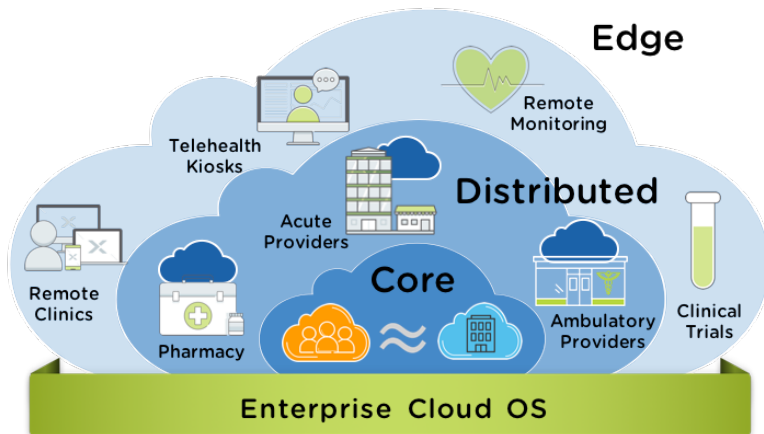 Edge
Remote
Monitoring
Telehealth
Kiosks
Distributed
Acute
Providers
Core
Remote
Clinics
Pharmacy
Ambulatory
Providers
Clinical
Trials
Enterprise Cloud OS